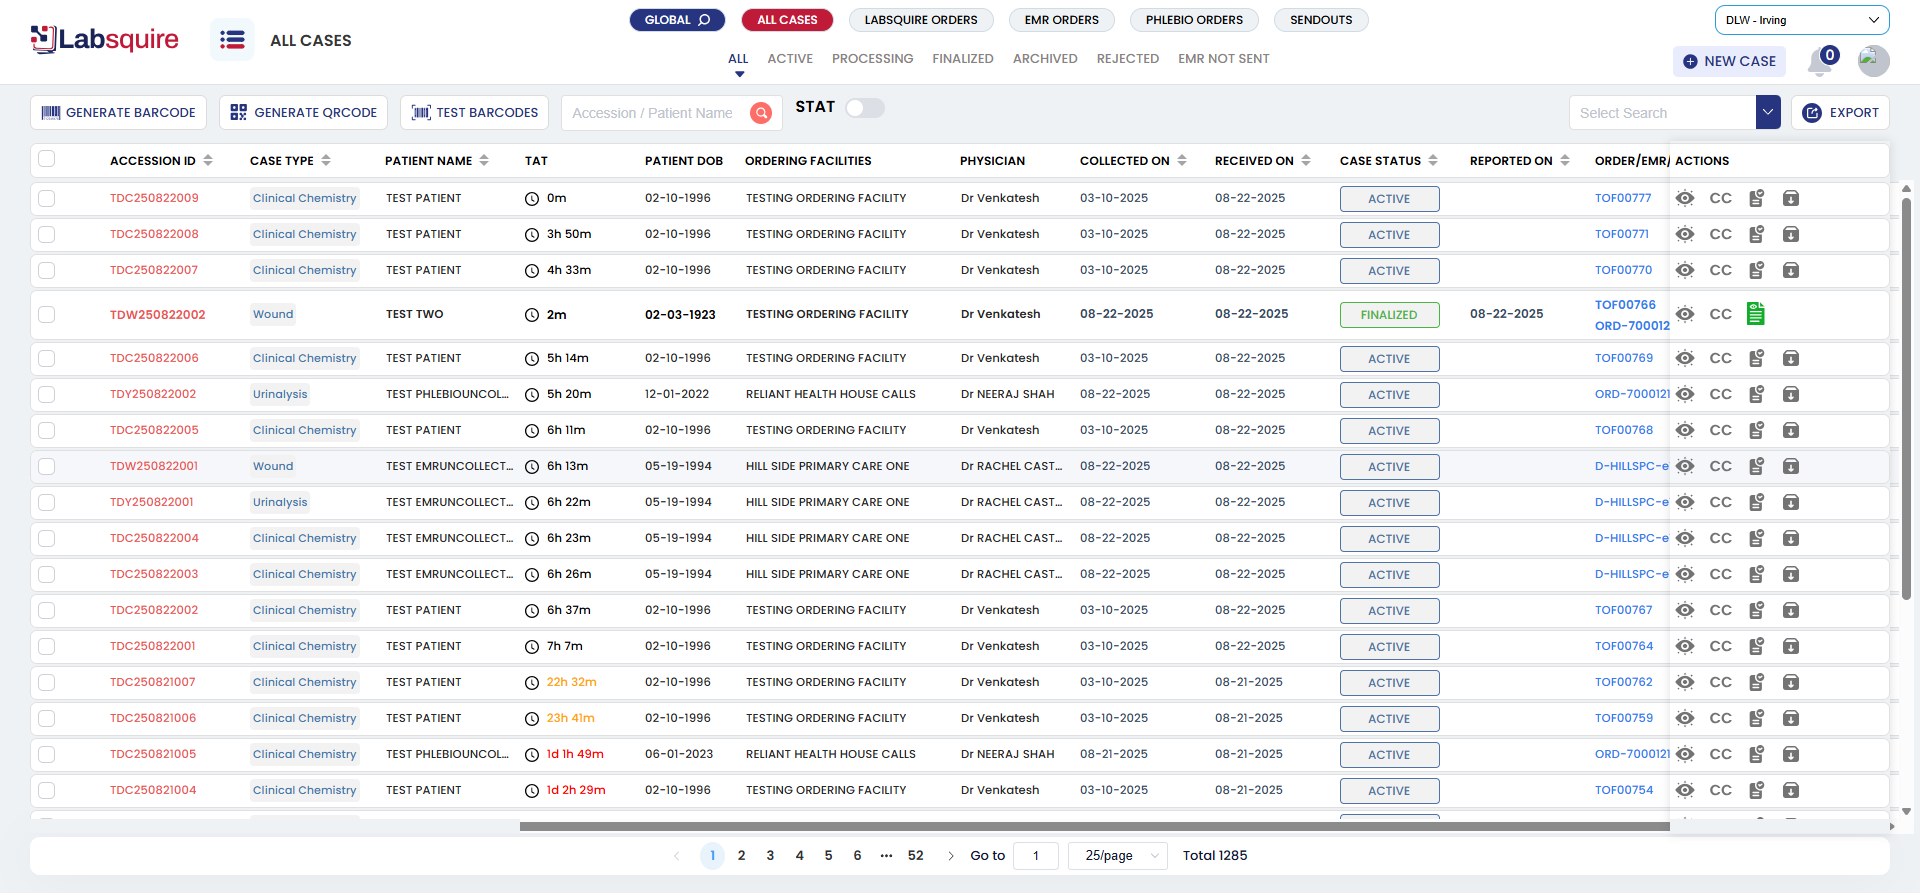 Labsquire
ALL CASES
GLOBAL
ALL CASES
LABSQUIRE ORDERS
EMR ORDERS
PHLEBIO ORDERS
SENDOUTS
DLW - Irving
ALL
ACTIVE
PROCESSING
FINALIZED
ARCHIVED
REJECTED
EMR NOT SENT
NEW CASE
0
GENERATE BARCODE
GENERATE QRCODE
TEST BARCODES
Accession / Patient Name
STAT
Select Search
EXPORT
ACCESSION ID CASE TYPE PATIENT NAME TAT PATIENT DOB ORDERING FACILITIES PHYSICIAN COLLECTED ON RECEIVED ON CASE STATUS REPORTED ON ORDER/EMR/ ACTIONS
TDC250822009 Clinical Chemistry TEST PATIENT 0m 02-10-1996 TESTING ORDERING FACILITY Dr Venkatesh 03-10-2025 08-22-2025 ACTIVE TOF00777 CC
TDC250822008 Clinical Chemistry TEST PATIENT 3h 50m 02-10-1996 TESTING ORDERING FACILITY Dr Venkatesh 03-10-2025 08-22-2025 ACTIVE TOF00771 CC
TDC250822007 Clinical Chemistry TEST PATIENT 4h 33m 02-10-1996 TESTING ORDERING FACILITY Dr Venkatesh 03-10-2025 08-22-2025 ACTIVE TOF00770 CC
TDW250822002 Wound TEST TWO 2m 02-03-1923 TESTING ORDERING FACILITY Dr Venkatesh 08-22-2025 08-22-2025 FINALIZED 08-22-2025 TOF00766 CC
ORD-700012
TDC250822006 Clinical Chemistry TEST PATIENT 5h 14m 02-10-1996 TESTING ORDERING FACILITY Dr Venkatesh 03-10-2025 08-22-2025 ACTIVE TOF00769 CC
TDY250822002 Urinalysis TEST PHLEBIOUNCOL... 5h 20m 12-01-2022 RELIANT HEALTH HOUSE CALLS Dr NEERAJ SHAH 08-22-2025 08-22-2025 ACTIVE ORD-7000121 CC
TDC250822005 Clinical Chemistry TEST PATIENT 6h 11m 02-10-1996 TESTING ORDERING FACILITY Dr Venkatesh 03-10-2025 08-22-2025 ACTIVE TOF00768 CC
TDW250822001 Wound TEST EMRUNCOLLECT... 6h 13m 05-19-1994 HILL SIDE PRIMARY CARE ONE Dr RACHEL CAST... 08-22-2025 08-22-2025 ACTIVE D-HILLSPC-e CC
TDY250822001 Urinalysis TEST EMRUNCOLLECT... 6h 22m 05-19-1994 HILL SIDE PRIMARY CARE ONE Dr RACHEL CAST... 08-22-2025 08-22-2025 ACTIVE D-HILLSPC-e CC
TDC250822004 Clinical Chemistry TEST EMRUNCOLLECT... 6h 23m 05-19-1994 HILL SIDE PRIMARY CARE ONE Dr RACHEL CAST... 08-22-2025 08-22-2025 ACTIVE D-HILLSPC-e CC
TDC250822003 Clinical Chemistry TEST EMRUNCOLLECT... 6h 26m 05-19-1994 HILL SIDE PRIMARY CARE ONE Dr RACHEL CAST... 08-22-2025 08-22-2025 ACTIVE D-HILLSPC-e CC
TDC250822002 Clinical Chemistry TEST PATIENT 6h 37m 02-10-1996 TESTING ORDERING FACILITY Dr Venkatesh 03-10-2025 08-22-2025 ACTIVE TOF00767 CC
TDC250822001 Clinical Chemistry TEST PATIENT 7h 7m 02-10-1996 TESTING ORDERING FACILITY Dr Venkatesh 03-10-2025 08-22-2025 ACTIVE TOF00764 CC
TDC250821007 Clinical Chemistry TEST PATIENT 22h 32m 02-10-1996 TESTING ORDERING FACILITY Dr Venkatesh 03-10-2025 08-21-2025 ACTIVE TOF00762 CC
TDC250821006 Clinical Chemistry TEST PATIENT 23h 41m 02-10-1996 TESTING ORDERING FACILITY Dr Venkatesh 03-10-2025 08-21-2025 ACTIVE TOF00759 CC
TDC250821005 Clinical Chemistry TEST PHLEBIOUNCOL... 1d 1h 49m 06-01-2023 RELIANT HEALTH HOUSE CALLS Dr NEERAJ SHAH 08-21-2025 08-21-2025 ACTIVE ORD-7000121 CC
TDC250821004 Clinical Chemistry TEST PATIENT 1d 2h 29m 02-10-1996 TESTING ORDERING FACILITY Dr Venkatesh 03-10-2025 08-21-2025 ACTIVE TOF00754 CC
1 2 3 4 5 6 ••• 52 Go to 1 25/page Total 1285